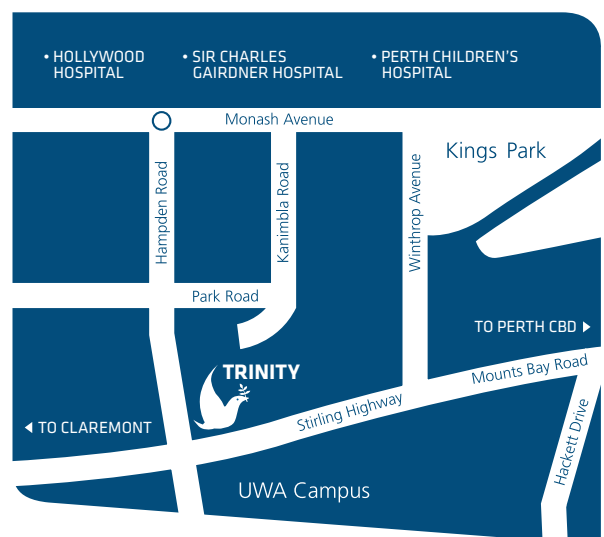 • HOLLYWOOD
HOSPITAL
• SIR CHARLES
GAIRDNER HOSPITAL
• PERTH CHILDREN'S
HOSPITAL
Monash Avenue
Kings Park
Hampden Road
Kanimbla Road
Winthrop Avenue
Park Road
TO PERTH CBD
TRINITY
Mounts Bay Road
Stirling Highway
TO CLAREMONT
Hackett Drive
UWA Campus